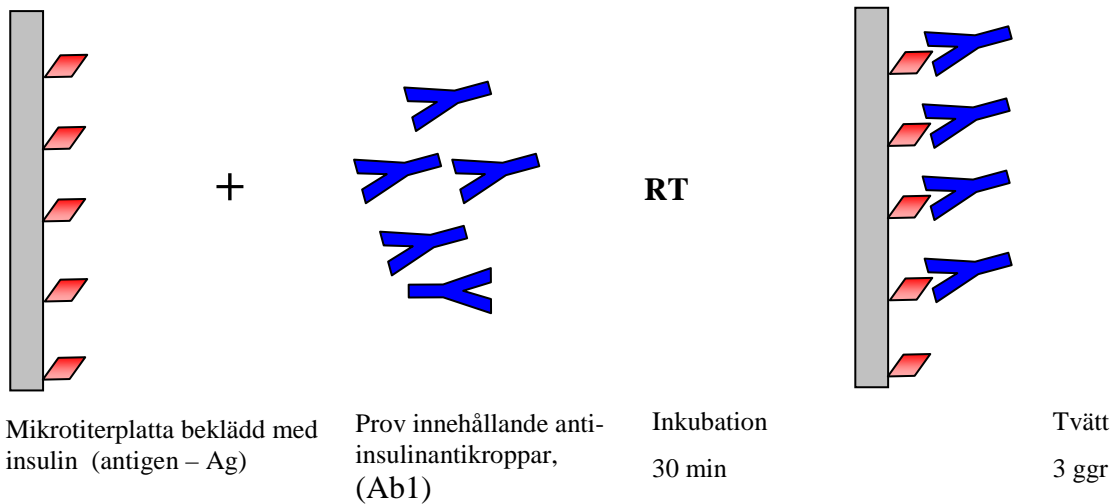 +
RT
Mikrotiterplatta beklädd med
insulin (antigen – Ag)
Prov innehållande anti-
insulinantikroppar,
(Ab1)
Inkubation
30 min
Tvätt
3 ggr